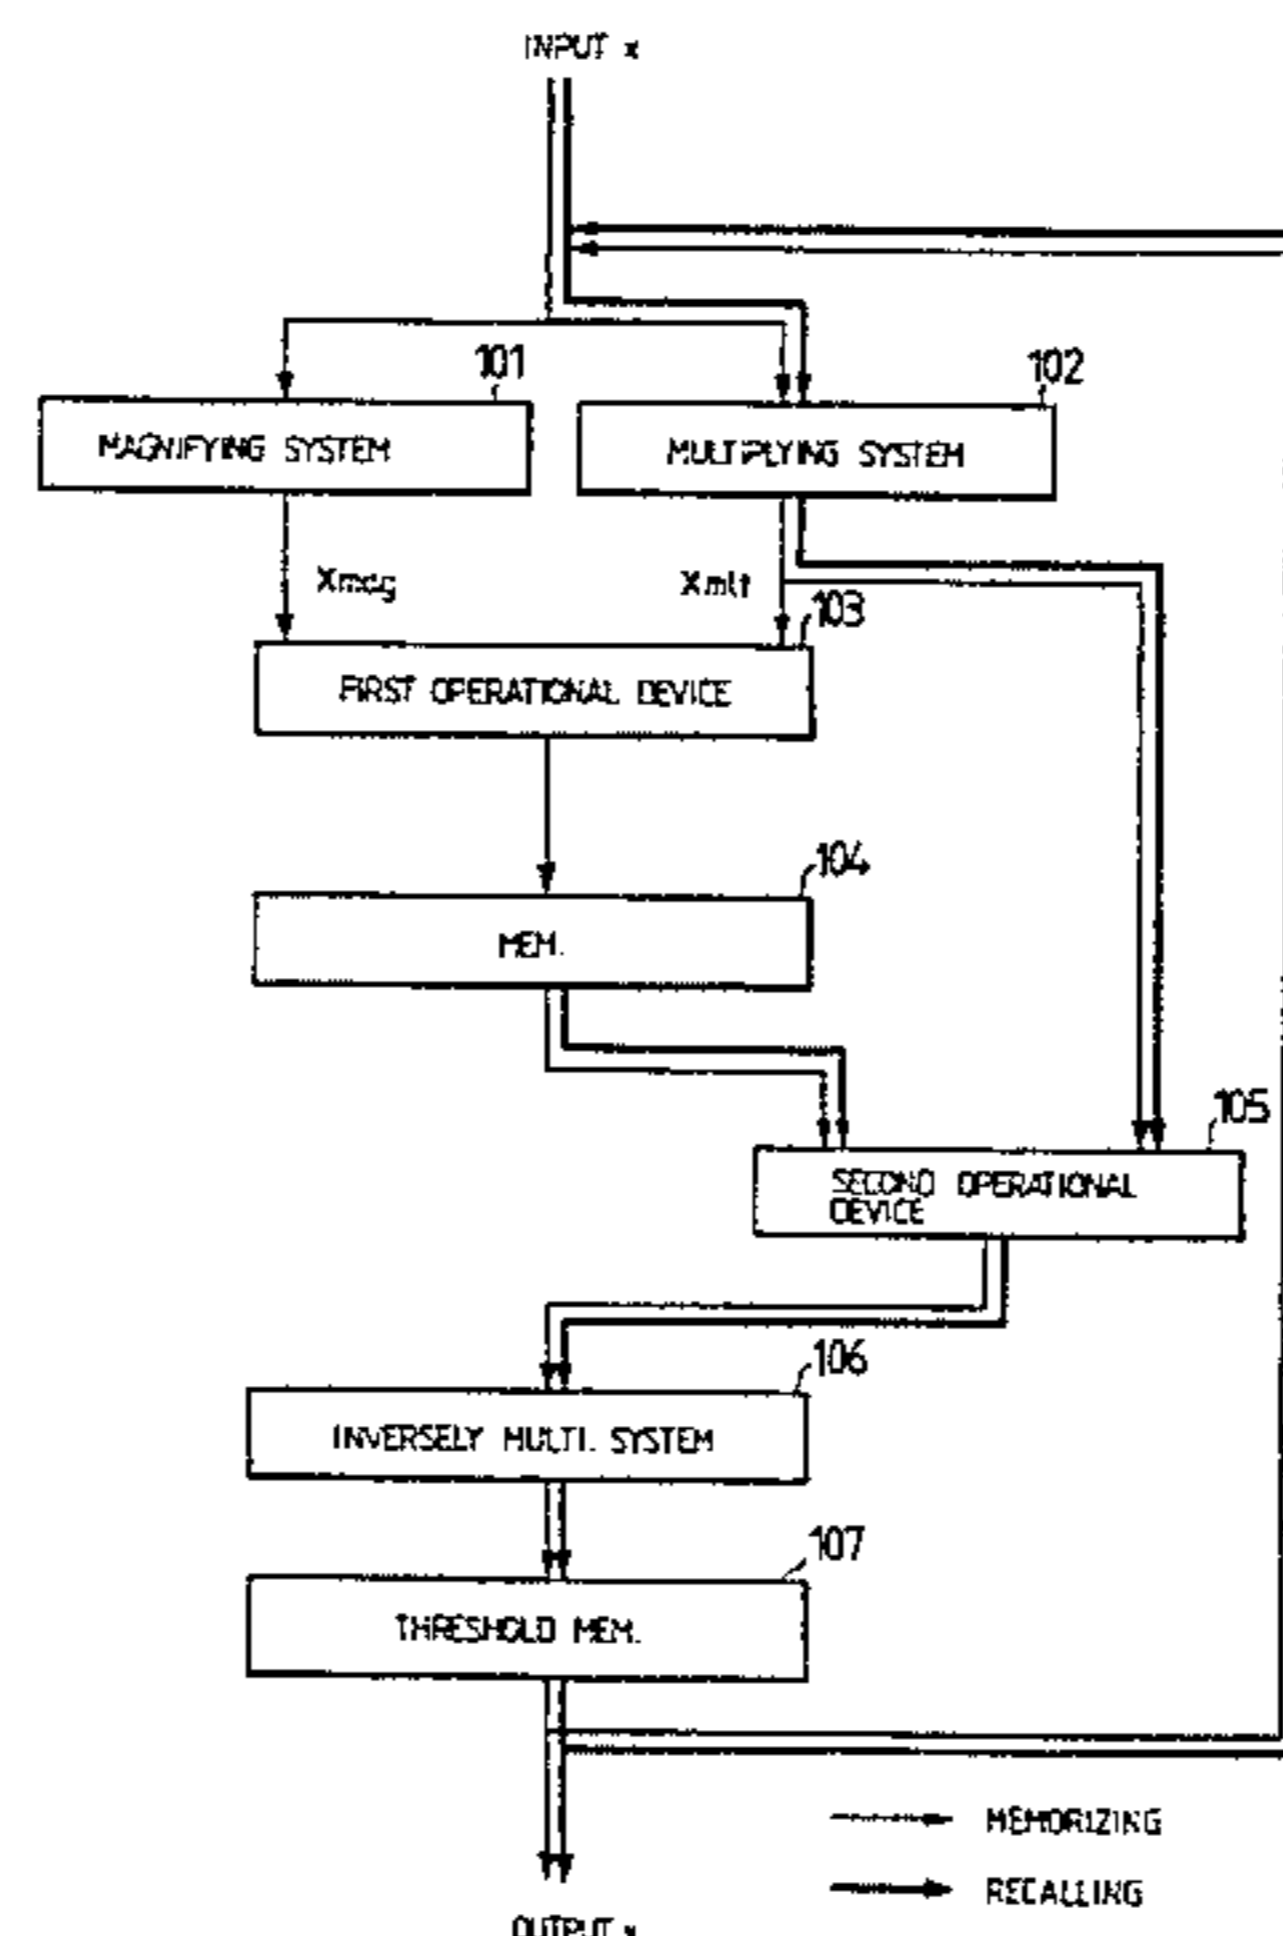 INPUT x
101
102
MAGNIFYING SYSTEM
MULTIPLYING SYSTEM
Xmag
Xmlt
103
FIRST OPERATIONAL DEVICE
104
MEM.
105
SECOND OPERATIONAL
DEVICE
106
INVERSELY MULTI. SYSTEM
107
THRESHOLD MEM.
MEMORIZING
RECALLING
OUTPUT x